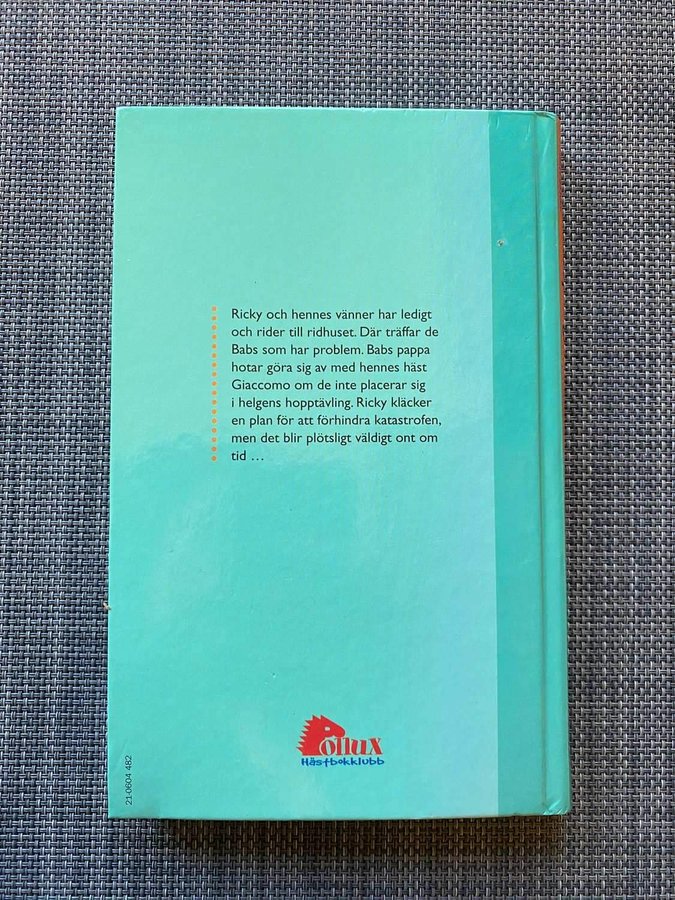 Ricky och hennes vänner har ledigt
och rider till ridhuset. Där träffar de
Babs som har problem. Babs pappa
hotar göra sig av med hennes häst
Giaccomo om de inte placerar sig
i helgens hopptävling. Ricky kläcker
en plan för att förhindra katastrofen,
men det blir plötsligt väldigt ont om
tid …
Pollux
Hästbokklubb
21-0604 482